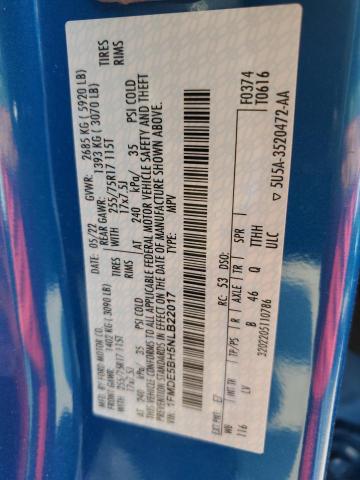 MFD. BY FORD MOTOR CO.
DATE: 05/22 GVWR: 2685 KG ( 5920 LB)
FRONT GAWR: 1402 KG ( 3090 LB) REAR GAWR: 1393 KG ( 3070 LB)
255/75R17 115T TIRES WITH 255/75R17 115T TIRES
17x7.5J RIMS 17x7.5J RIMS
AT 240 kPa/ 35 PSI COLD AT 240 kPa/ 35 PSI COLD
THIS VEHICLE CONFORMS TO ALL APPLICABLE FEDERAL MOTOR VEHICLE SAFETY AND THEFT
PREVENTION STANDARDS IN EFFECT ON THE DATE OF MANUFACTURE SHOWN ABOVE.
VIN: 1FMDE5BH5NLB22017
TYPE: MPV
F0374
T0616
EXT PNT: E7 RC: 53 DSO:
WB INT TR TP/PS R AXLE TR SPR
116 LV B 46 Q TTHH
3202205110786 ULC
5U5A-3520472-AA